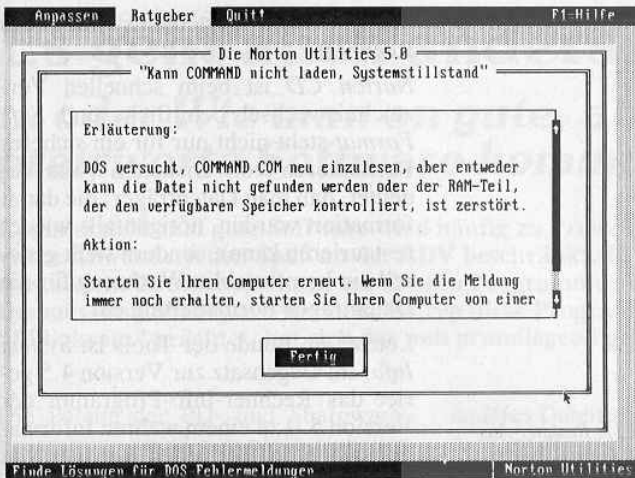 Anpassen Ratgeber Quit! F1=Hilfe
Die Norton Utilities 5.0
"Kann COMMAND nicht laden, Systemstillstand"
Erläuterung:
DOS versucht, COMMAND.COM neu einzulesen, aber entweder
kann die Datei nicht gefunden werden oder der RAM-Teil,
der den verfügbaren Speicher kontrolliert, ist zerstört.
Aktion:
Starten Sie Ihren Computer erneut. Wenn Sie die Meldung
immer noch erhalten, starten Sie Ihren Computer von einer
Fertig
Finde Lösungen für DOS Fehlermeldungen Norton Utilities